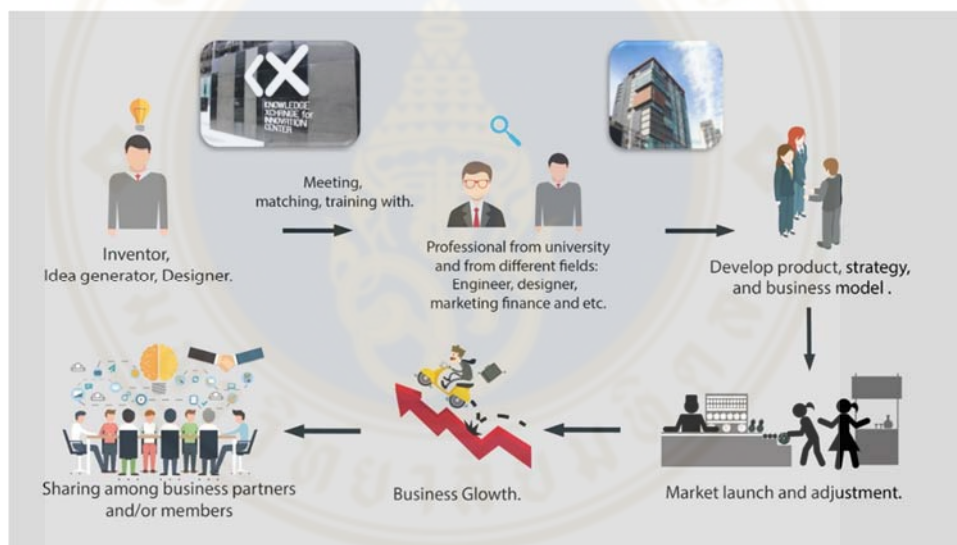 KX
KNOWLEDGE
XCHANGE for
INNOVATION
CENTER
Meeting,
matching, training with.
Inventor,
Idea generator, Designer.
Professional from university
and from different fields:
Engineer, designer,
marketing finance and etc.
Develop product, strategy,
and business model .
Market launch and adjustment.
Business Growth.
Sharing among business partners
and/or members